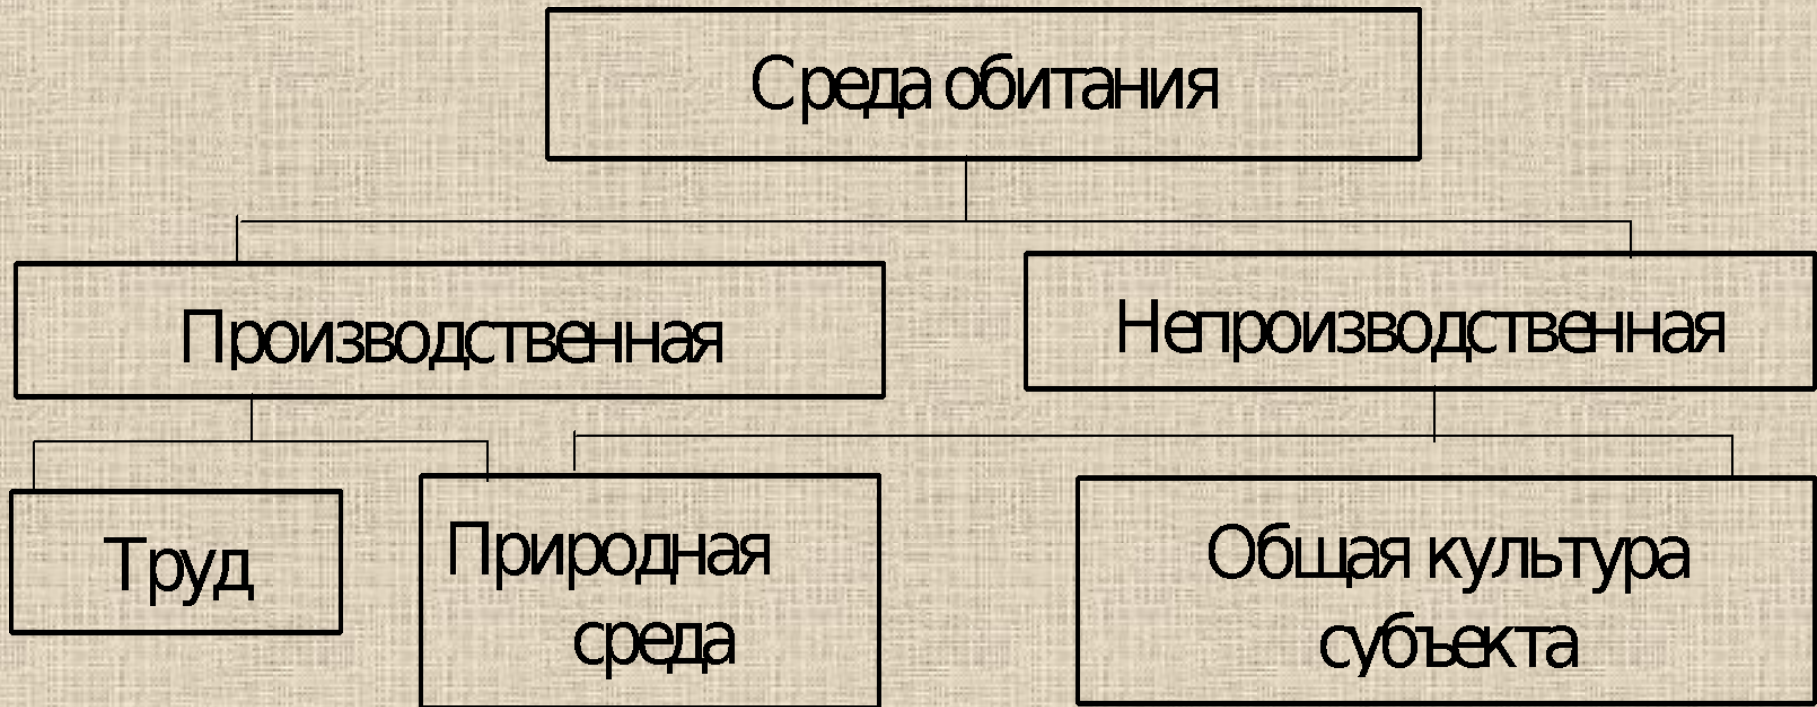 Среда обитания
Производственная
Непроизводственная
Труд
Природная
среда
Общая культура
субъекта